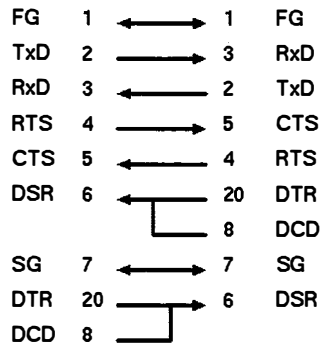 FG 1 1 FG
TxD 2 3 RxD
RxD 3 2 TxD
RTS 4 5 CTS
CTS 5 4 RTS
DSR 6 20 DTR
8 DCD
SG 7 7 SG
DTR 20 6 DSR
DCD 8